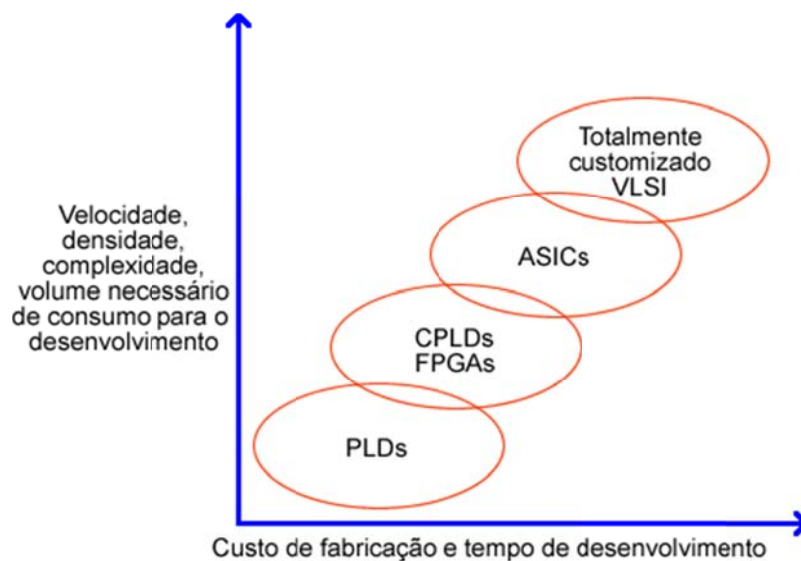 Totalmente
customizado
VLSI
Velocidade,
densidade,
complexidade,
volume necessário
de consumo para o
desenvolvimento
ASICs
CPLDs
FPGAs
PLDs
Custo de fabricação e tempo de desenvolvimento